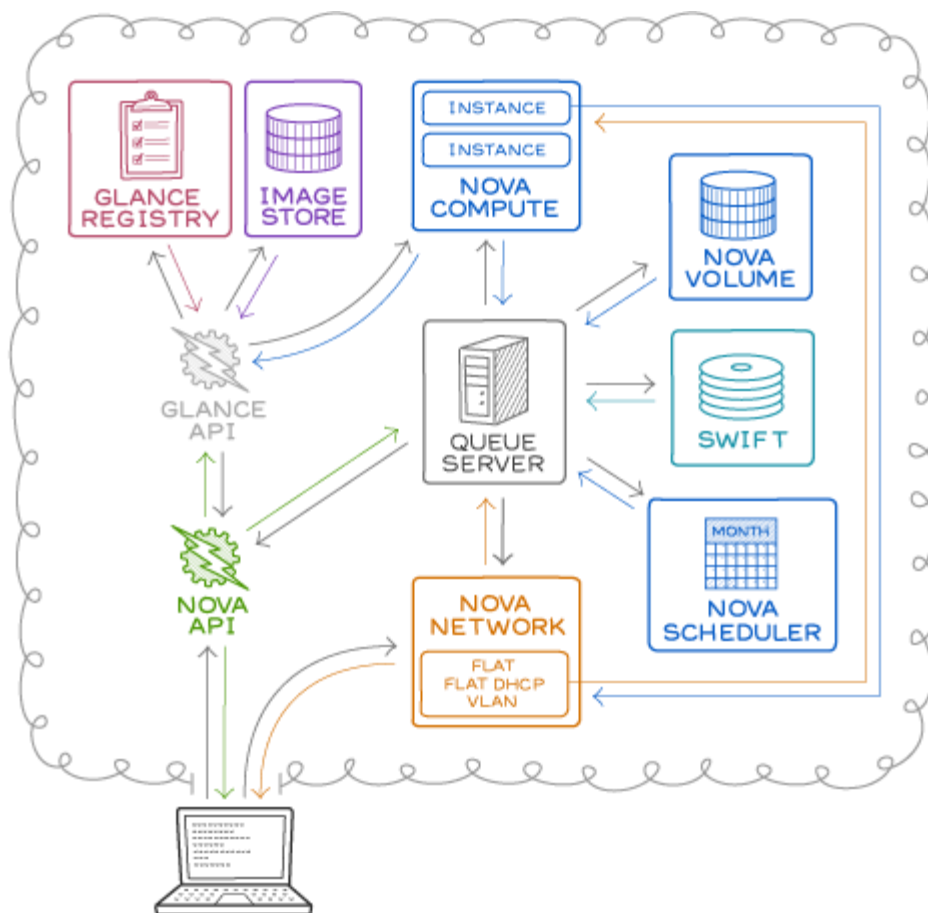 GLANCE
REGISTRY
IMAGE
STORE
INSTANCE
INSTANCE
NOVA
COMPUTE
NOVA
VOLUME
GLANCE
API
QUEUE
SERVER
SWIFT
NOVA
API
NOVA
NETWORK
FLAT
FLAT DHCP
VLAN
MONTH
NOVA
SCHEDULER